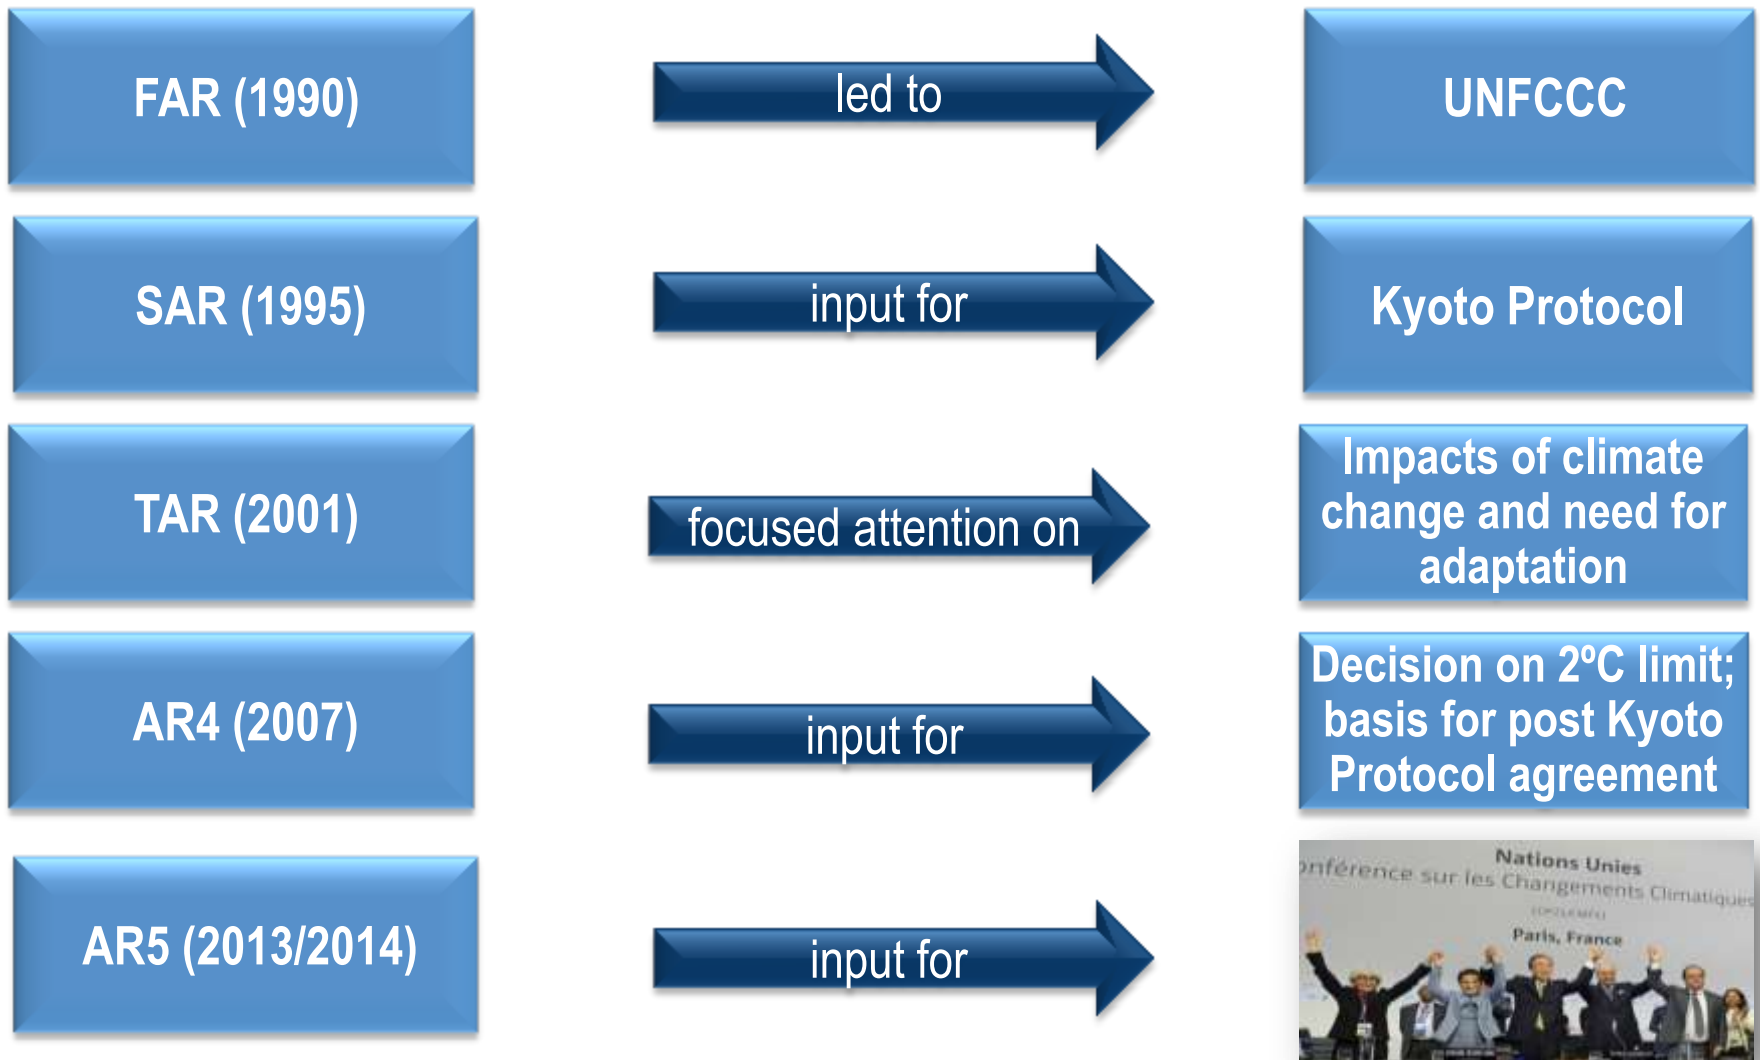 FAR (1990)
led to
UNFCCC
SAR (1995)
input for
Kyoto Protocol
TAR (2001)
focused attention on
Impacts of climate
change and need for
adaptation
AR4 (2007)
input for
Decision on 2ºC limit;
basis for post Kyoto
Protocol agreement
AR5 (2013/2014)
input for
Nations Unies
onférence sur les Changements Climatiques
Paris, France